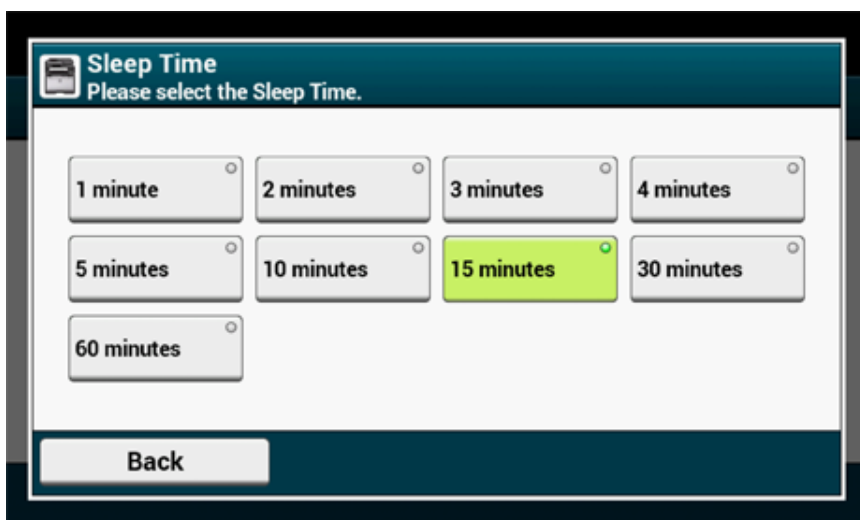 Sleep Time
Please select the Sleep Time.
1 minute
2 minutes
3 minutes
4 minutes
5 minutes
10 minutes
15 minutes
30 minutes
60 minutes
Back